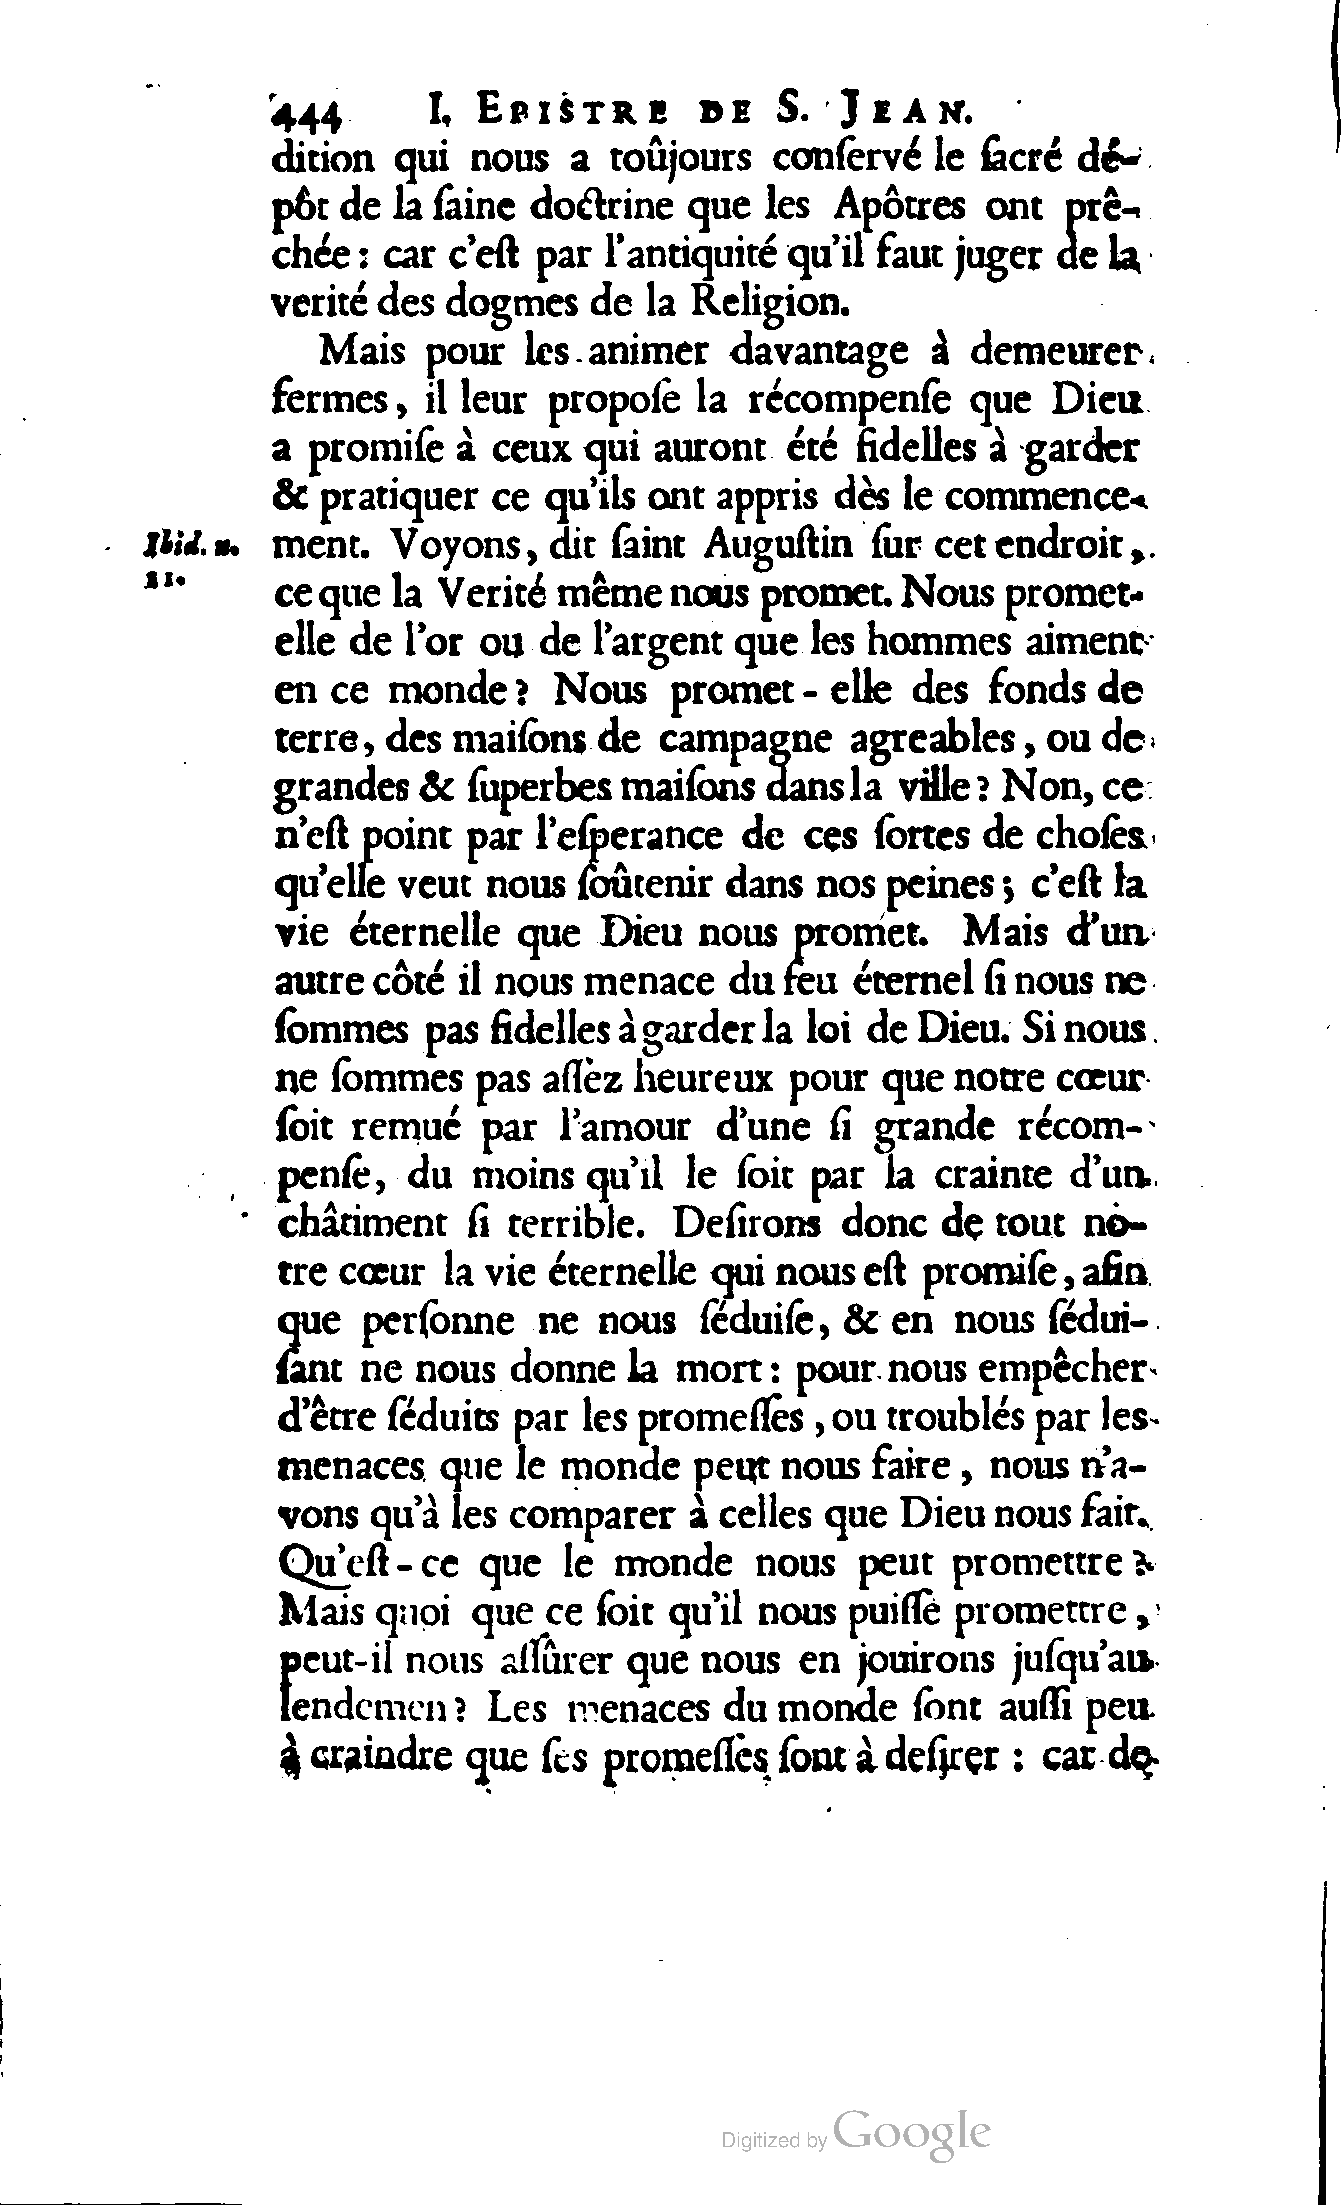 444 I. EPISTRE DE S. JEAN.
dition qui nous a toûjours conſervé le ſacré dé-
pôt de la ſaine doctrine que les Apôtres ont prê-
chée : car c'eſt par l'antiquité qu'il faut juger de la
verité des dogmes de la Religion.
Mais pour les animer davantage à demeurer
fermes, il leur propoſe la récompenſe que Dieu
a promiſe à ceux qui auront été fidelles à garder
& pratiquer ce qu'ils ont appris dès le commence-
Ibid. n.
11.
ment. Voyons, dit ſaint Auguſtin ſur cet endroit,
ce que la Verité même nous promet. Nous promet-
elle de l'or ou de l'argent que les hommes aiment
en ce monde ? Nous promet - elle des fonds de
terre, des maiſons de campagne agreables, ou de
grandes & ſuperbes maiſons dans la ville ? Non, ce
n'eſt point par l'eſperance de ces ſortes de choſes
qu'elle veut nous ſoûtenir dans nos peines ; c'eſt la
vie éternelle que Dieu nous promet. Mais d'un
autre côté il nous menace du feu éternel ſi nous ne
ſommes pas fidelles à garder la loi de Dieu. Si nous
ne ſommes pas aſſez heureux pour que notre cœur
ſoit remué par l'amour d'une ſi grande récom-
penſe, du moins qu'il le ſoit par la crainte d'un
châtiment ſi terrible. Deſirons donc de tout nô-
tre cœur la vie éternelle qui nous eſt promiſe, afin
que perſonne ne nous ſéduiſe, & en nous ſédui-
ſant ne nous donne la mort : pour nous empêcher
d'être ſéduits par les promeſſes, ou troublés par les
menaces que le monde peut nous faire, nous n'a-
vons qu'à les comparer à celles que Dieu nous fait.
Qu'eſt - ce que le monde nous peut promettre ?
Mais quoi que ce ſoit qu'il nous puiſſe promettre,
peut-il nous aſſûrer que nous en jouirons juſqu'au
lendemen ? Les menaces du monde ſont auſſi peu
à craindre que ſes promeſſes ſont à deſirer : car de
Digitized by Google